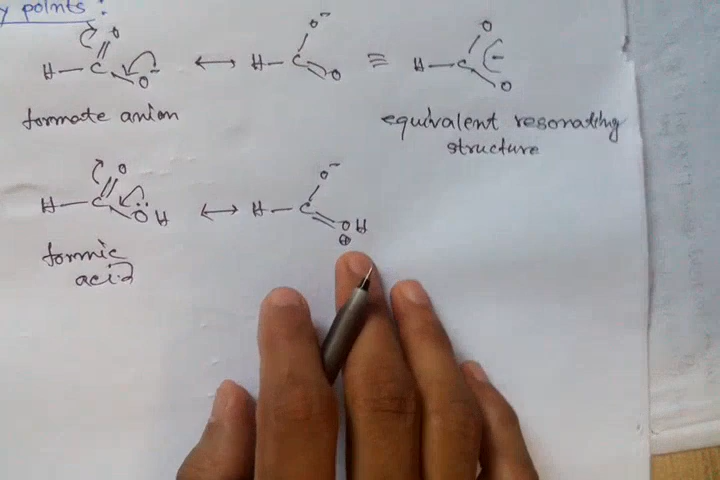 y points :
O O⁻ O
H — C O⁻ ↔ H — C O ≡ H — C ( − O
formate anion
equivalent resonating
structure
O O⁻
H — C Ö H ↔ H — C O H
⊕
formic
acid